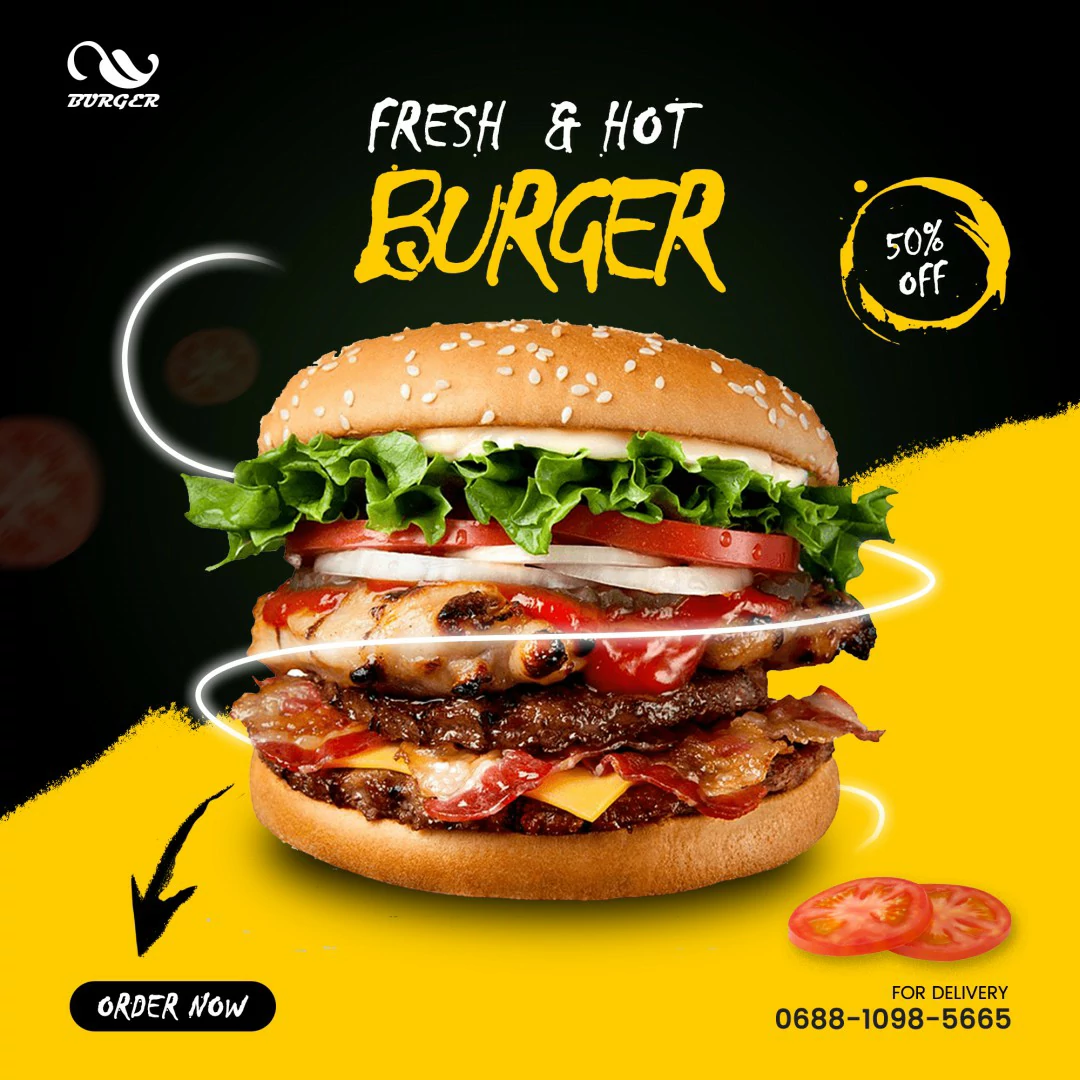 BURGER
FRESH & HOT
BURGER
50%
OFF
ORDER NOW
FOR DELIVERY
0688-1098-5665